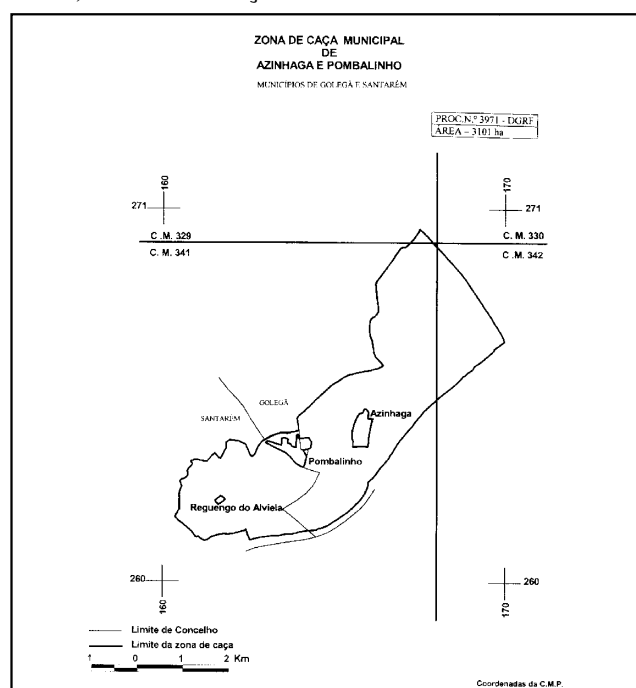 ZONA DE CAÇA MUNICIPAL
DE
AZINHAGA E POMBALINHO
MUNICÍPIOS DE GOLEGÃ E SANTARÉM
PROC.N.º 3971 - DGRF
ÁREA – 3101 ha
160
170
271
271
C .M. 329
C. M. 330
C. M. 341
C .M. 342
GOLEGÃ
SANTARÉM
Azinhaga
Pombalinho
Reguengo do Alviela
260
260
160
170
Limite de Concelho
Limite da zona de caça
1 0 1 2 Km
Coordenadas da C.M.P.